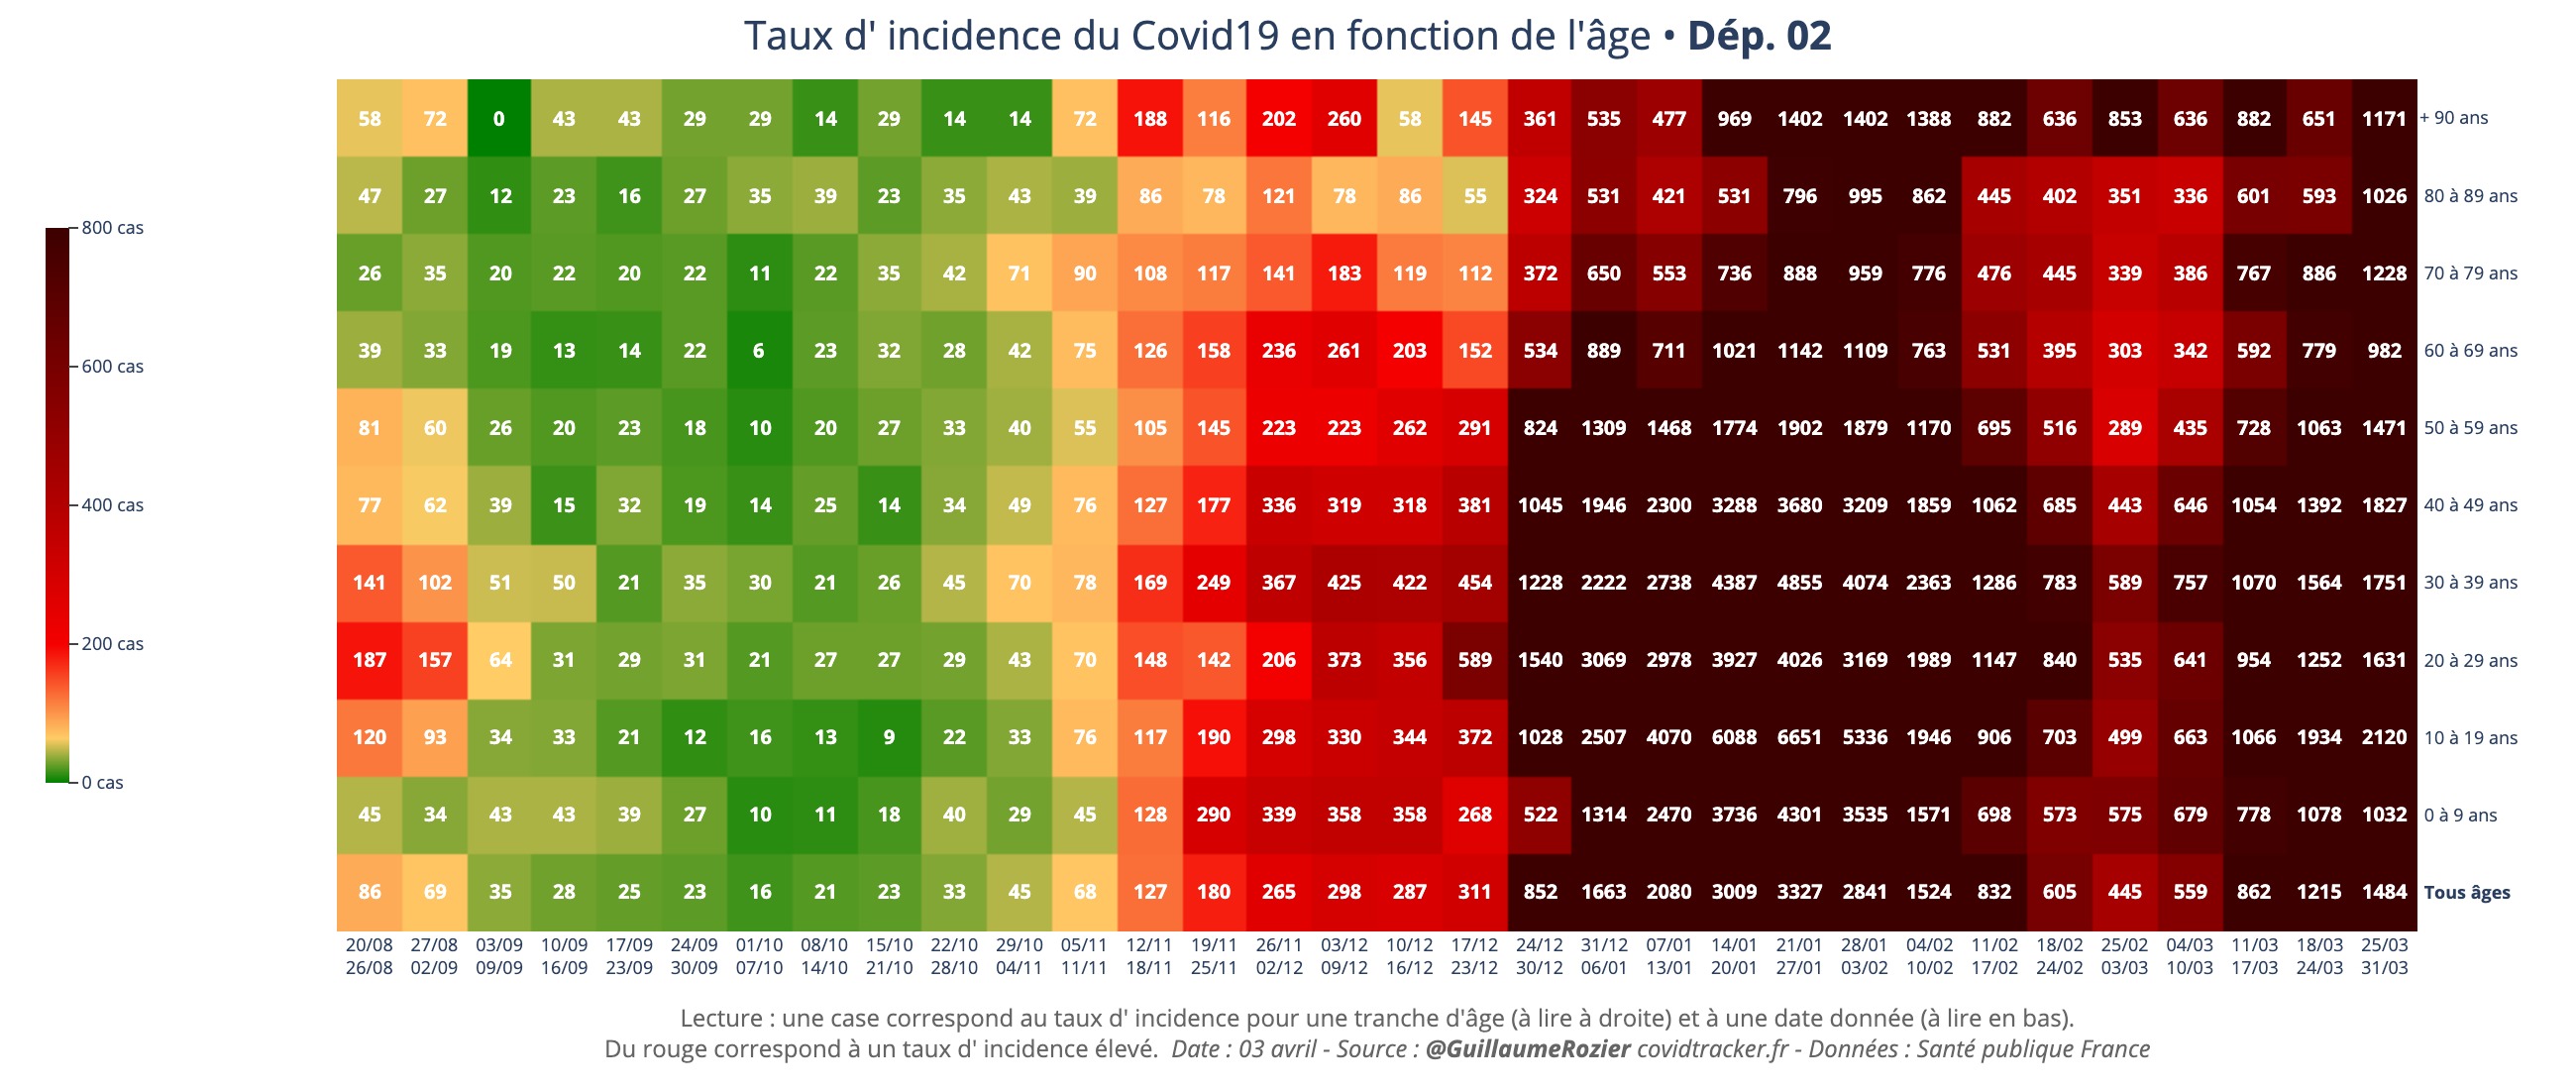 Taux d' incidence du Covid19 en fonction de l'âge • Dép. 02
800 cas
600 cas
400 cas
200 cas
0 cas
58 72 0 43 43 29 29 14 29 14 14 72 188 116 202 260 58 145 361 535 477 969 1402 1402 1388 882 636 853 636 882 651 1171 + 90 ans
47 27 12 23 16 27 35 39 23 35 43 39 86 78 121 78 86 55 324 531 421 531 796 995 862 445 402 351 336 601 593 1026 80 à 89 ans
26 35 20 22 20 22 11 22 35 42 71 90 108 117 141 183 119 112 372 650 553 736 888 959 776 476 445 339 386 767 886 1228 70 à 79 ans
39 33 19 13 14 22 6 23 32 28 42 75 126 158 236 261 203 152 534 889 711 1021 1142 1109 763 531 395 303 342 592 779 982 60 à 69 ans
81 60 26 20 23 18 10 20 27 33 40 55 105 145 223 223 262 291 824 1309 1468 1774 1902 1879 1170 695 516 289 435 728 1063 1471 50 à 59 ans
77 62 39 15 32 19 14 25 14 34 49 76 127 177 336 319 318 381 1045 1946 2300 3288 3680 3209 1859 1062 685 443 646 1054 1392 1827 40 à 49 ans
141 102 51 50 21 35 30 21 26 45 70 78 169 249 367 425 422 454 1228 2222 2738 4387 4855 4074 2363 1286 783 589 757 1070 1564 1751 30 à 39 ans
187 157 64 31 29 31 21 27 27 29 43 70 148 142 206 373 356 589 1540 3069 2978 3927 4026 3169 1989 1147 840 535 641 954 1252 1631 20 à 29 ans
120 93 34 33 21 12 16 13 9 22 33 76 117 190 298 330 344 372 1028 2507 4070 6088 6651 5336 1946 906 703 499 663 1066 1934 2120 10 à 19 ans
45 34 43 43 39 27 10 11 18 40 29 45 128 290 339 358 358 268 522 1314 2470 3736 4301 3535 1571 698 573 575 679 778 1078 1032 0 à 9 ans
86 69 35 28 25 23 16 21 23 33 45 68 127 180 265 298 287 311 852 1663 2080 3009 3327 2841 1524 832 605 445 559 862 1215 1484 Tous âges
20/08 27/08 03/09 10/09 17/09 24/09 01/10 08/10 15/10 22/10 29/10 05/11 12/11 19/11 26/11 03/12 10/12 17/12 24/12 31/12 07/01 14/01 21/01 28/01 04/02 11/02 18/02 25/02 04/03 11/03 18/03 25/03
26/08 02/09 09/09 16/09 23/09 30/09 07/10 14/10 21/10 28/10 04/11 11/11 18/11 25/11 02/12 09/12 16/12 23/12 30/12 06/01 13/01 20/01 27/01 03/02 10/02 17/02 24/02 03/03 10/03 17/03 24/03 31/03
Lecture : une case correspond au taux d' incidence pour une tranche d'âge (à lire à droite) et à une date donnée (à lire en bas).
Du rouge correspond à un taux d' incidence élevé. Date : 03 avril - Source : @GuillaumeRozier covidtracker.fr - Données : Santé publique France